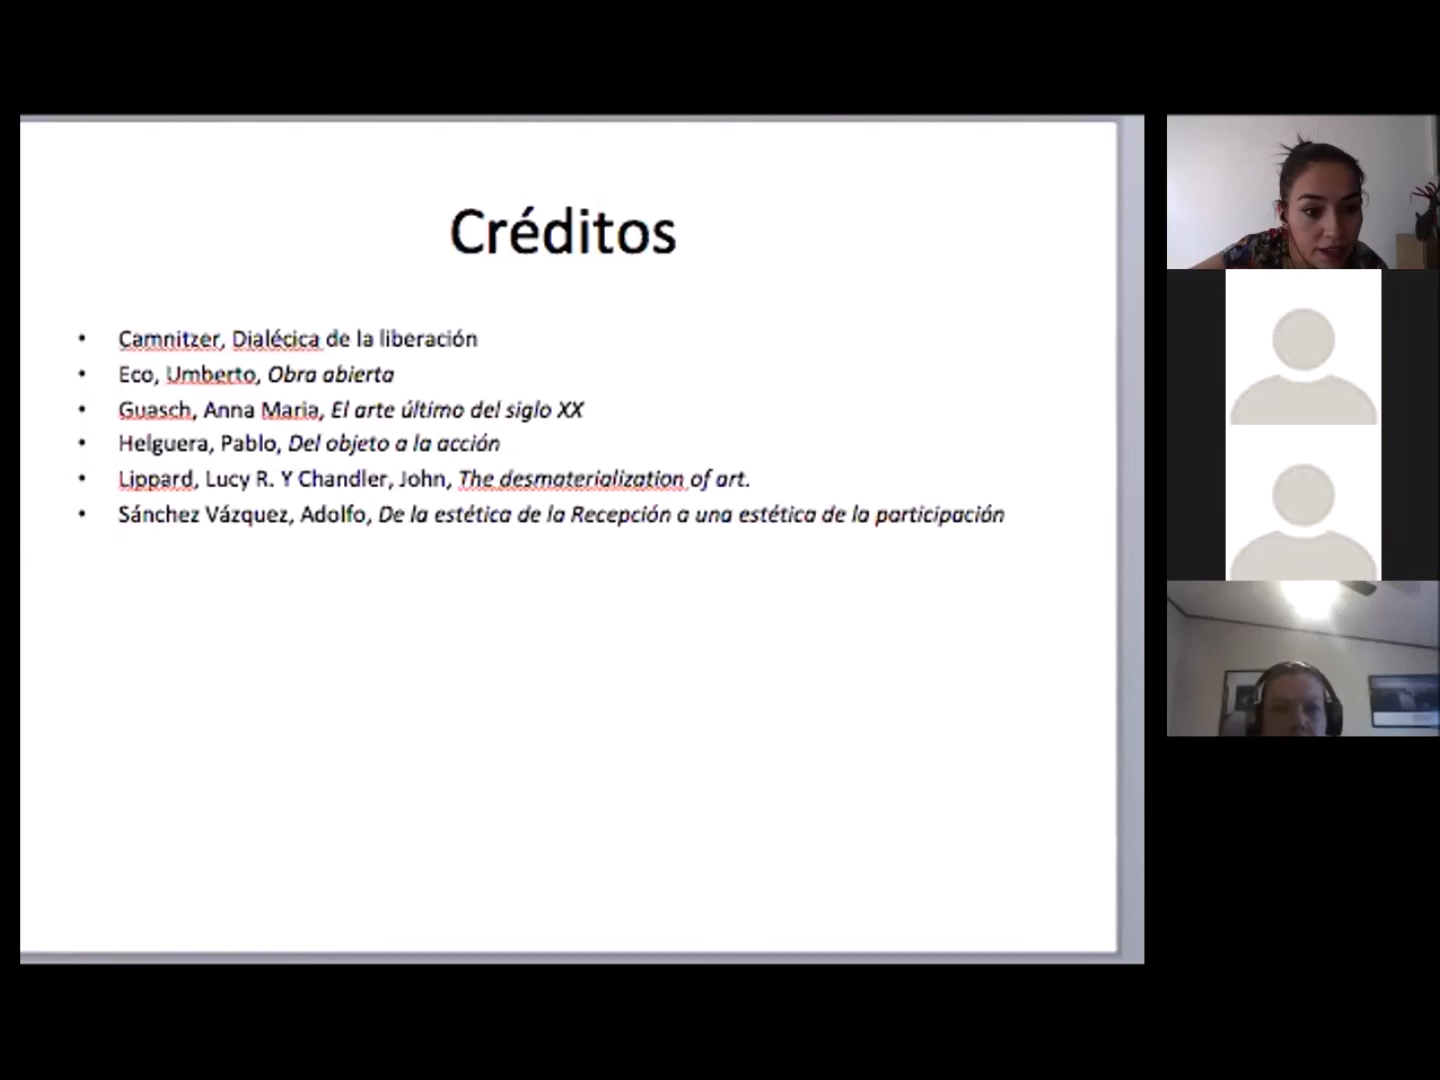 Créditos
• Camnitzer, Dialécica de la liberación
• Eco, Umberto, Obra abierta
• Guasch, Anna Maria, El arte último del siglo XX
• Helguera, Pablo, Del objeto a la acción
• Lippard, Lucy R. Y Chandler, John, The desmaterialization of art.
• Sánchez Vázquez, Adolfo, De la estética de la Recepción a una estética de la participación